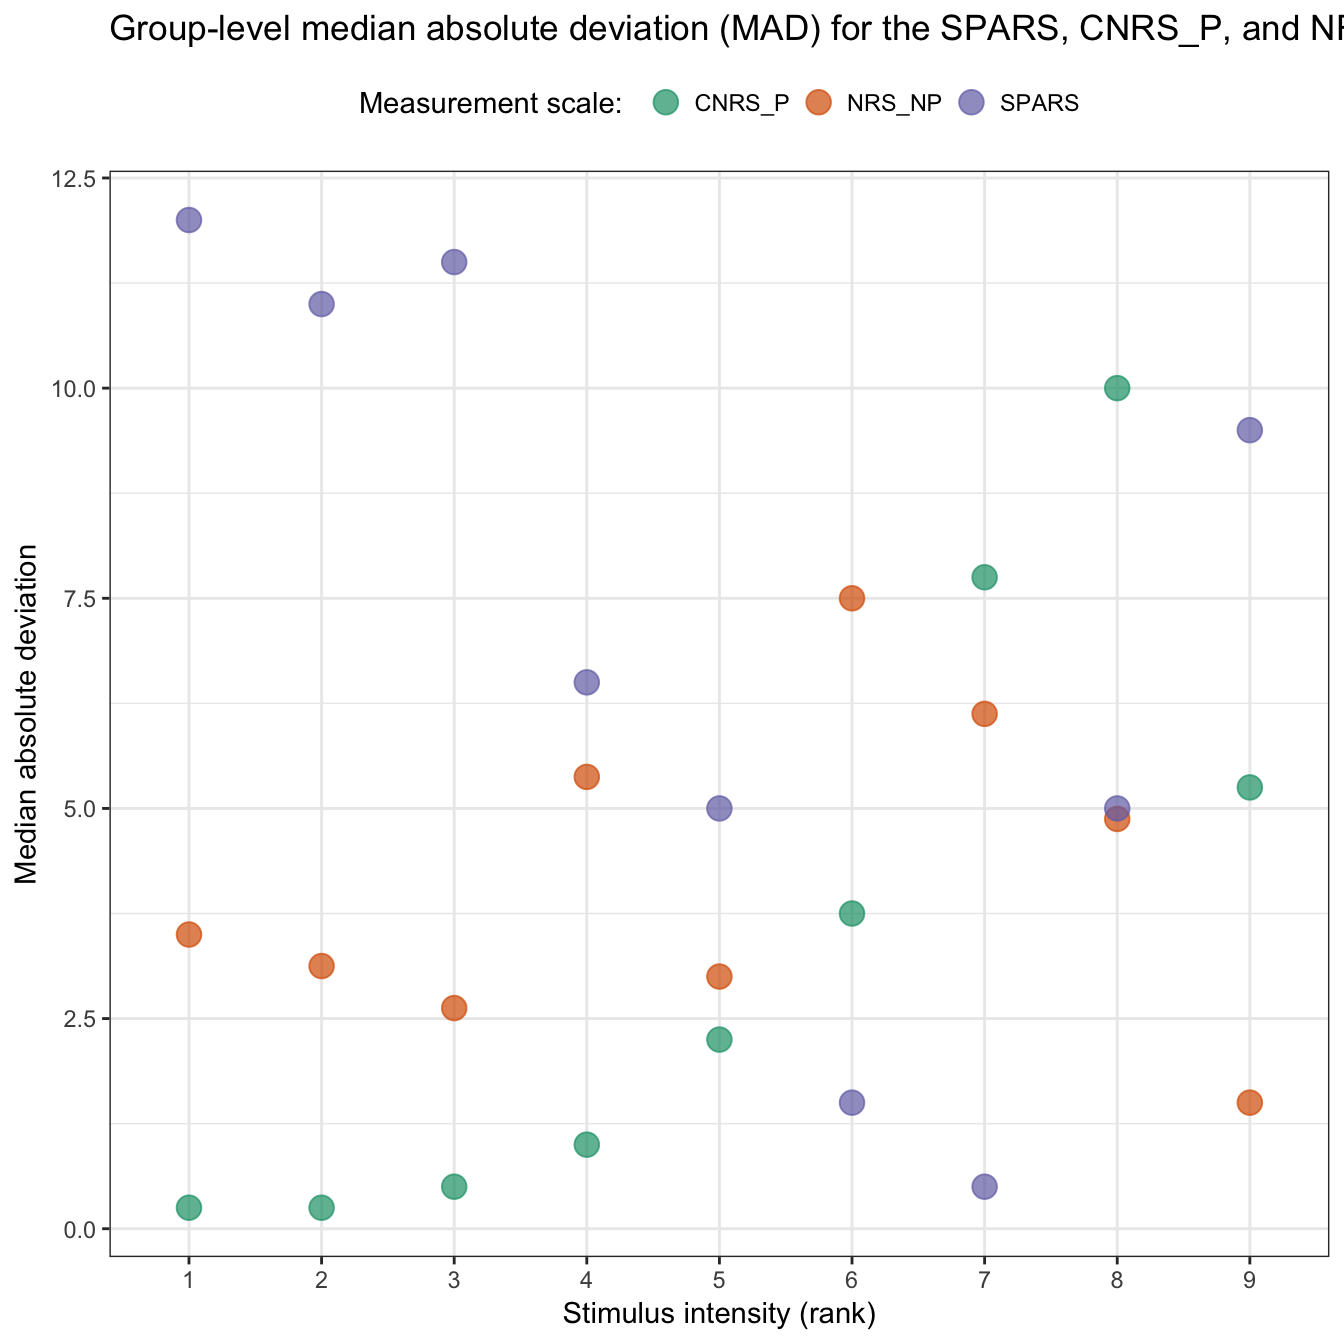 Group-level median absolute deviation (MAD) for the SPARS, CNRS_P, and
Measurement scale: CNRS_P NRS_NP SPARS
Median absolute deviation
12.5
10.0
7.5
5.0
2.5
0.0
1 2 3 4 5 6 7 8 9
Stimulus intensity (rank)